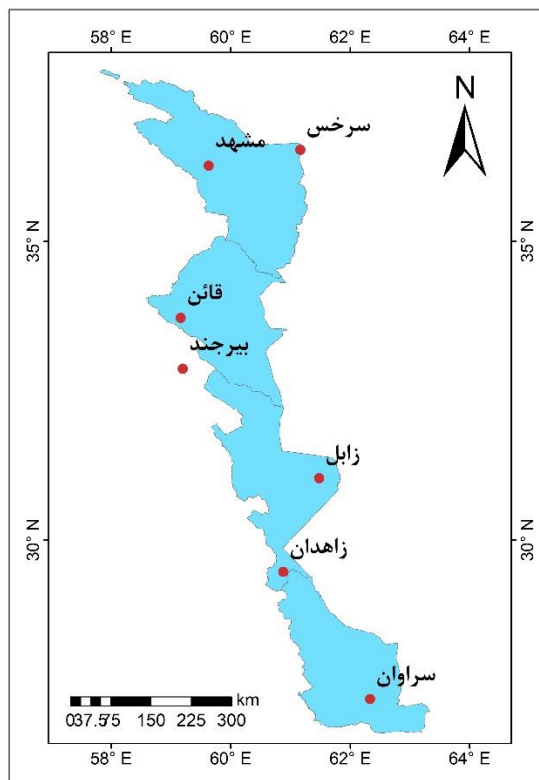 58° E 60° E 62° E 64° E
N
سرخس
مشهد
35° N 35° N
قائن
بیرجند
زابل
30° N 30° N
زاهدان
سراوان
km
037.575 150 225 300
58° E 60° E 62° E 64° E